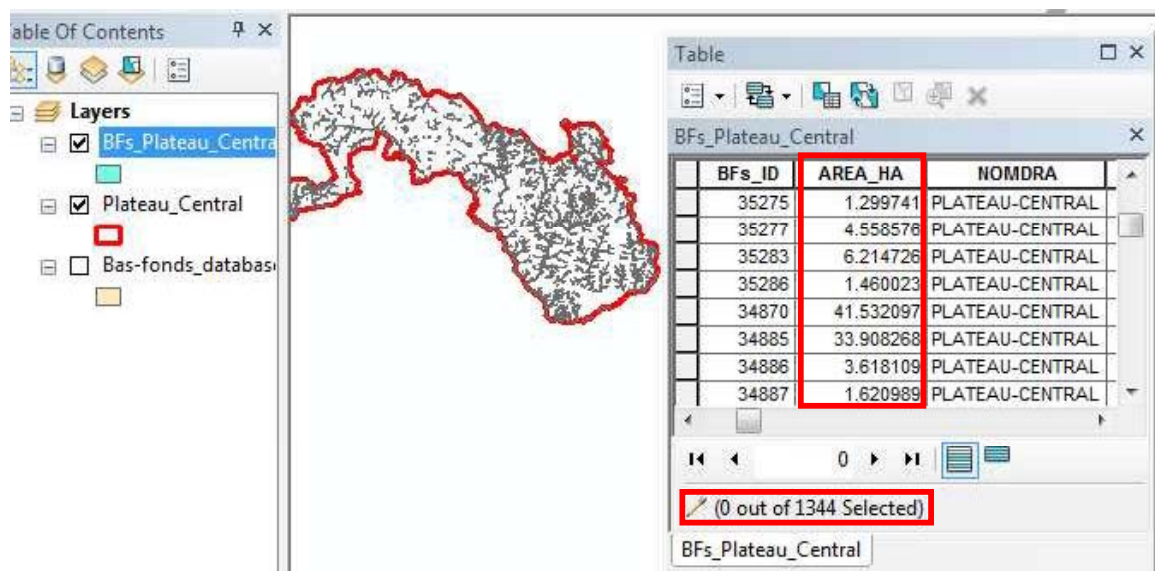 able Of Contents
Layers
BFs_Plateau_Centra
Plateau_Central
Bas-fonds_databas
Table
BFs_Plateau_Central
BFs_ID AREA_HA NOMDRA
35275 1.299741 PLATEAU-CENTRAL
35277 4.558576 PLATEAU-CENTRAL
35283 6.214726 PLATEAU-CENTRAL
35286 1.460023 PLATEAU-CENTRAL
34870 41.532097 PLATEAU-CENTRAL
34885 33.908268 PLATEAU-CENTRAL
34886 3.618109 PLATEAU-CENTRAL
34887 1.620989 PLATEAU-CENTRAL
0
(0 out of 1344 Selected)
BFs_Plateau_Central